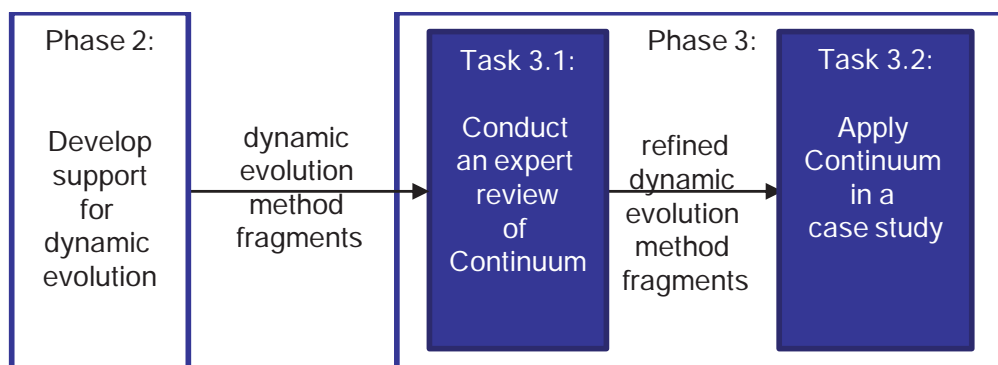 Phase 2:
Develop
support
for
dynamic
evolution
dynamic
evolution
method
fragments
Phase 3:
Task 3.1:
Conduct
an expert
review
of
Continuum
refined
dynamic
evolution
method
fragments
Task 3.2:
Apply
Continuum
in a
case study